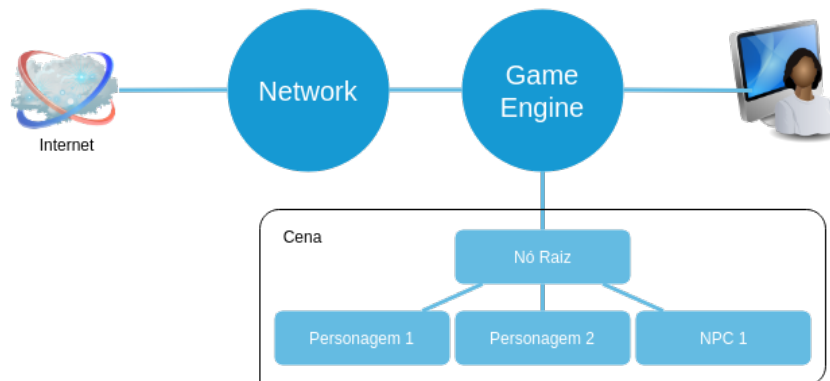 Internet
Network
Game
Engine
Cena
Nó Raiz
Personagem 1
Personagem 2
NPC 1